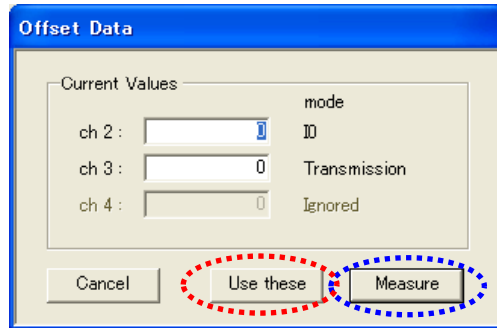 Offset Data
Current Values
mode
ch 2 : 0 I0
ch 3 : 0 Transmission
ch 4 : 0 Ignored
Cancel Use these Measure